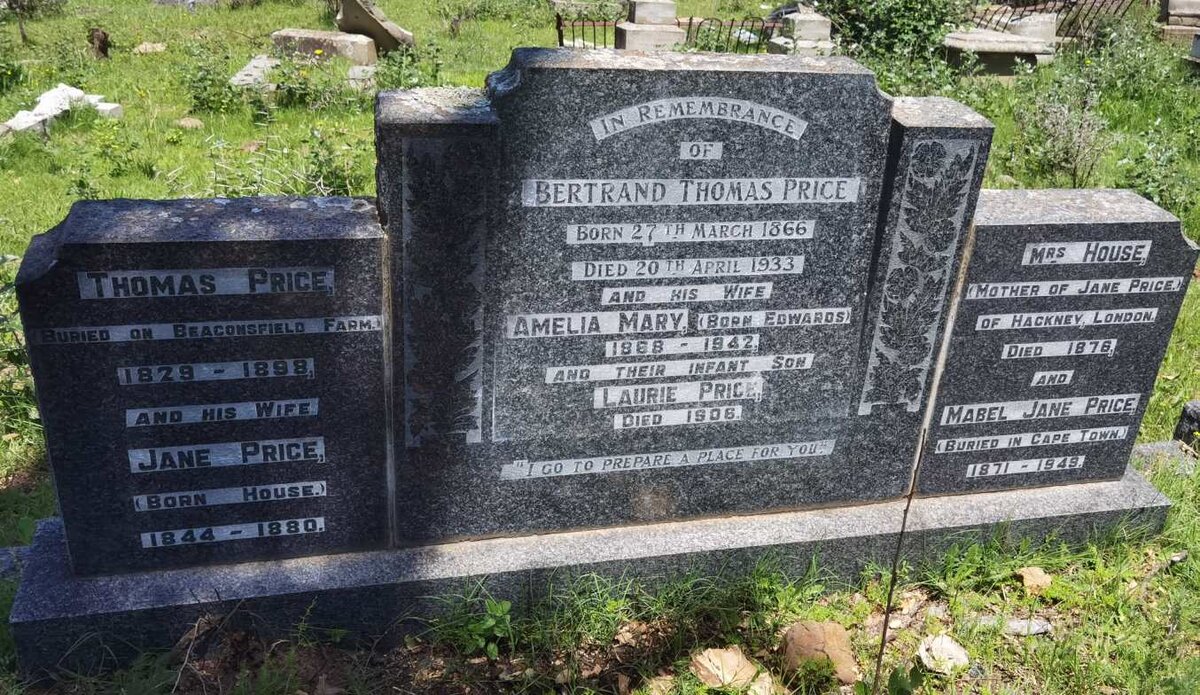 THOMAS PRICE,
BURIED ON BEACONSFIELD FARM.
1829 - 1898,
AND HIS WIFE
JANE PRICE,
(BORN HOUSE.)
1844 - 1880.
IN REMEMBRANCE
OF
BERTRAND THOMAS PRICE
BORN 27TH MARCH 1866
DIED 20TH APRIL 1933
AND HIS WIFE
AMELIA MARY, (BORN EDWARDS)
1868 - 1942,
AND THEIR INFANT SON
LAURIE PRICE,
DIED 1906.
"I GO TO PREPARE A PLACE FOR YOU".
MRS HOUSE,
(MOTHER OF JANE PRICE.)
OF HACKNEY, LONDON.
DIED 1876,
AND
MABEL JANE PRICE
(BURIED IN CAPE TOWN.)
1871 - 1949.